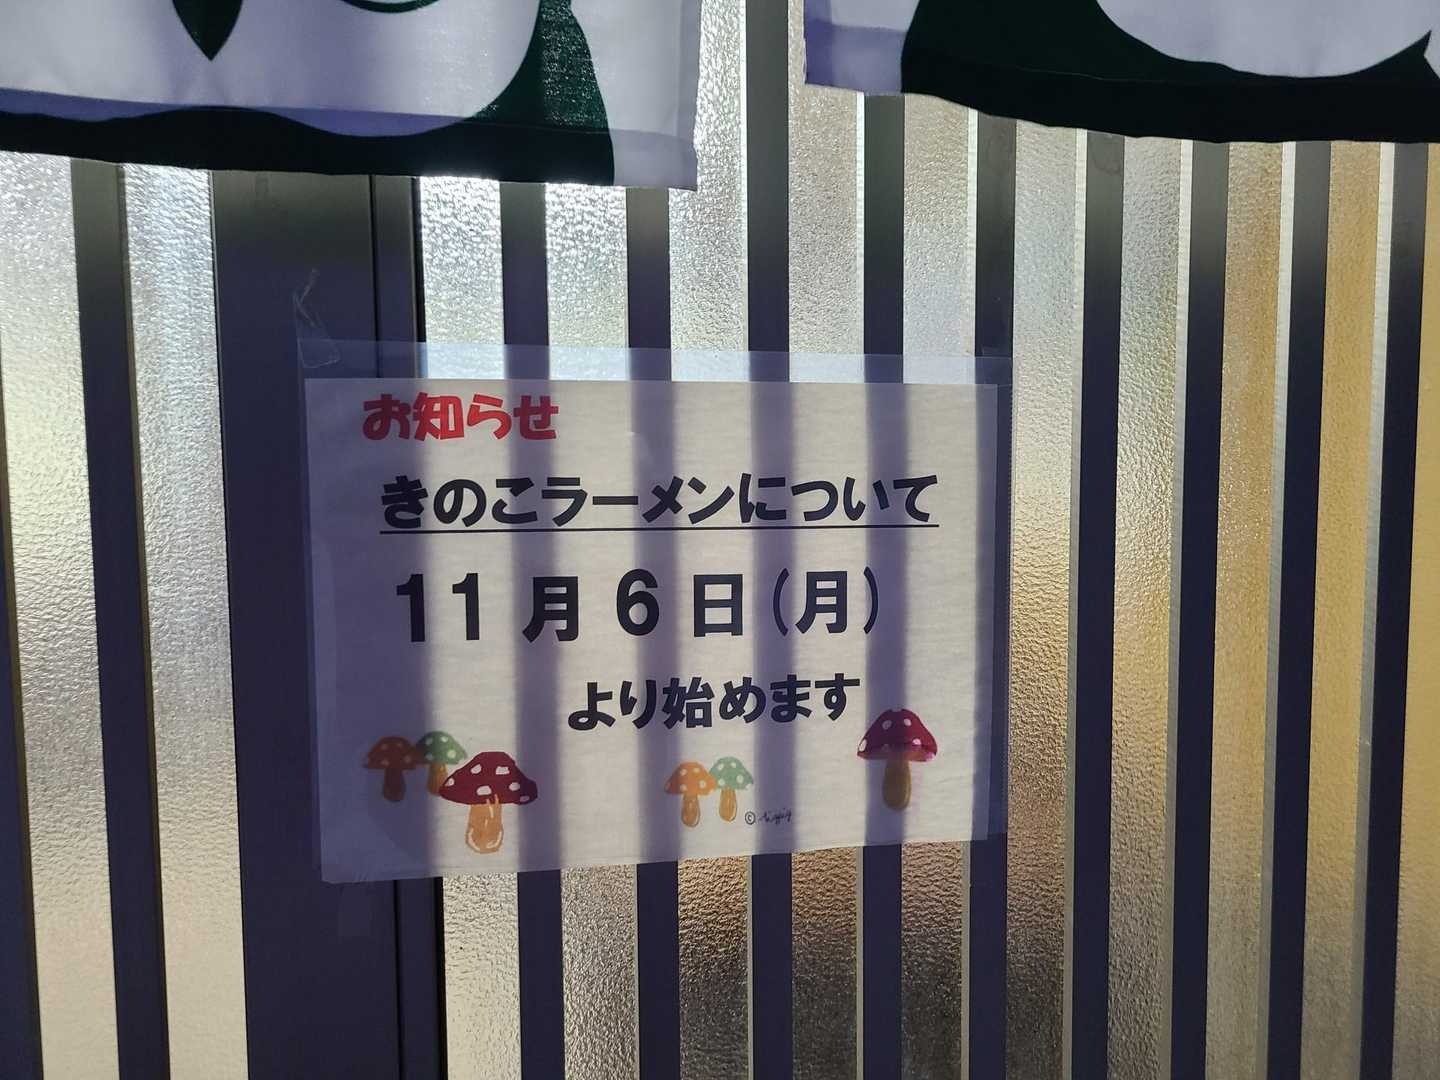 お知らせ
きのこラーメンについて
11月6日(月)
より始めます